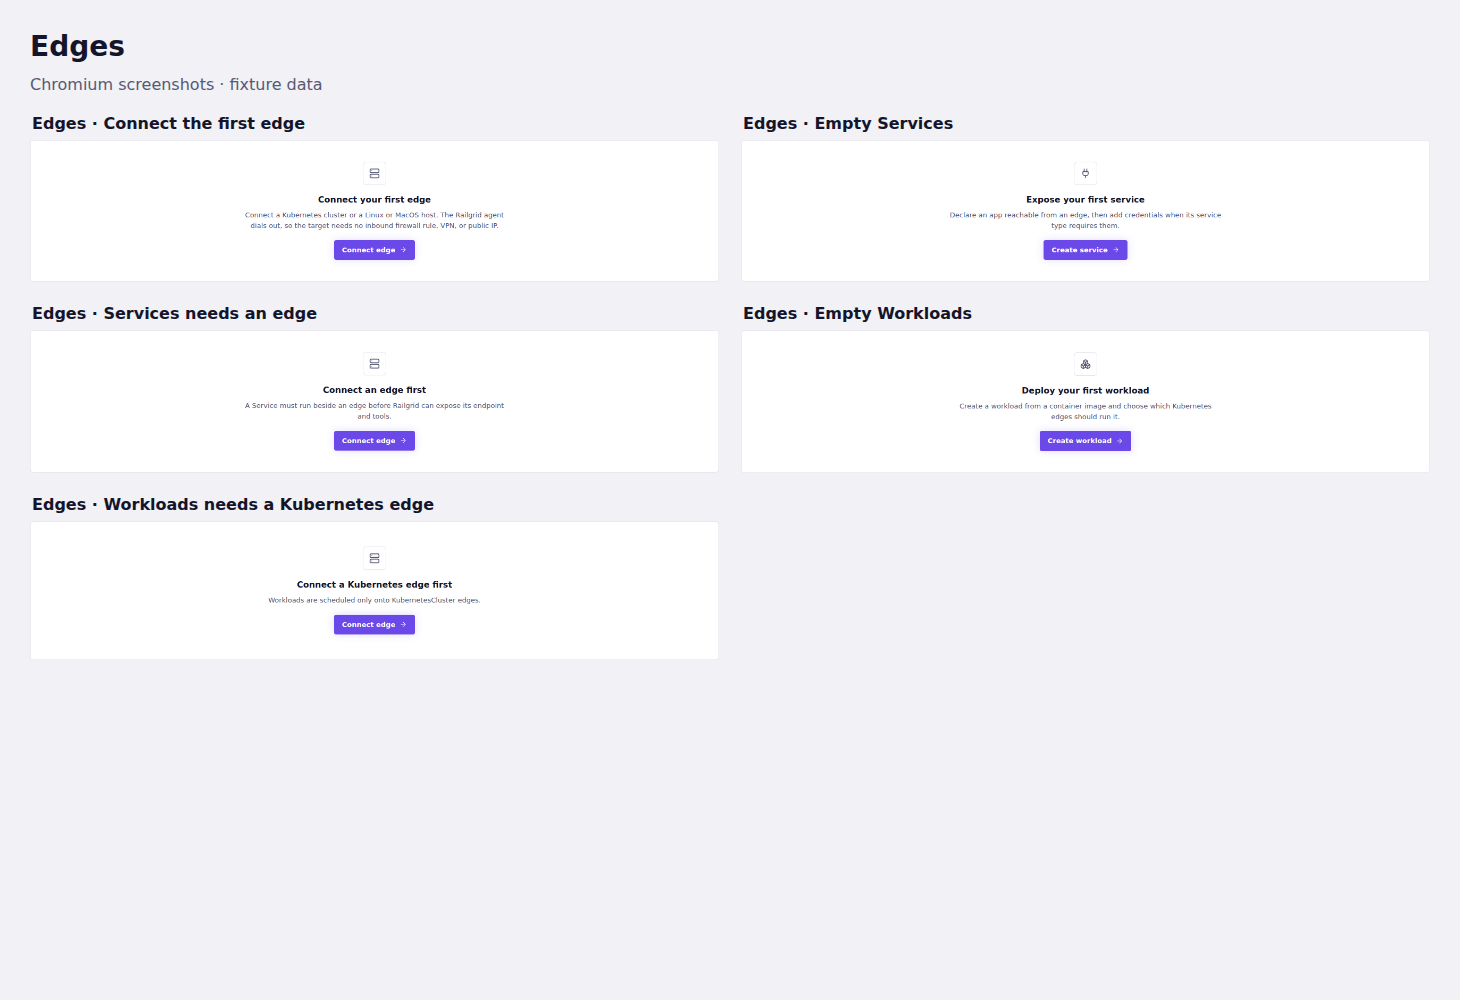 Edges
Chromium screenshots · fixture data
Edges · Connect the first edge
Connect your first edge
Connect a Kubernetes cluster or a Linux or MacOS host. The Railgrid agent
dials out, so the target needs no inbound firewall rule, VPN, or public IP.
Connect edge →
Edges · Empty Services
Expose your first service
Declare an app reachable from an edge, then add credentials when its service
type requires them.
Create service →
Edges · Services needs an edge
Connect an edge first
A Service must run beside an edge before Railgrid can expose its endpoint
and tools.
Connect edge →
Edges · Empty Workloads
Deploy your first workload
Create a workload from a container image and choose which Kubernetes
edges should run it.
Create workload →
Edges · Workloads needs a Kubernetes edge
Connect a Kubernetes edge first
Workloads are scheduled only onto KubernetesCluster edges.
Connect edge →